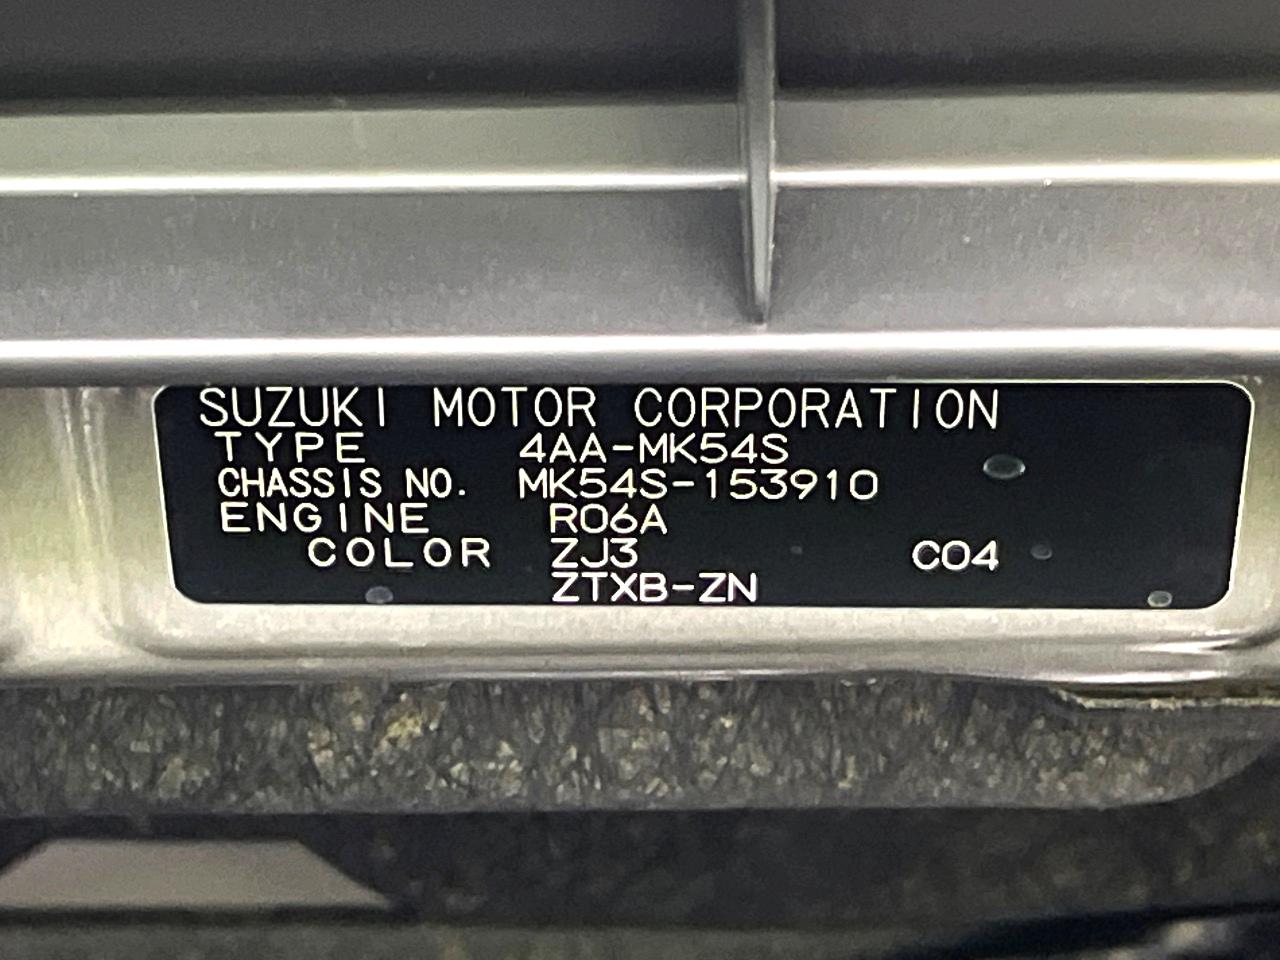 SUZUKI MOTOR CORPORATION
TYPE 4AA-MK54S
CHASSIS NO. MK54S-153910
ENGINE R06A
COLOR ZJ3 C04
ZTXB-ZN